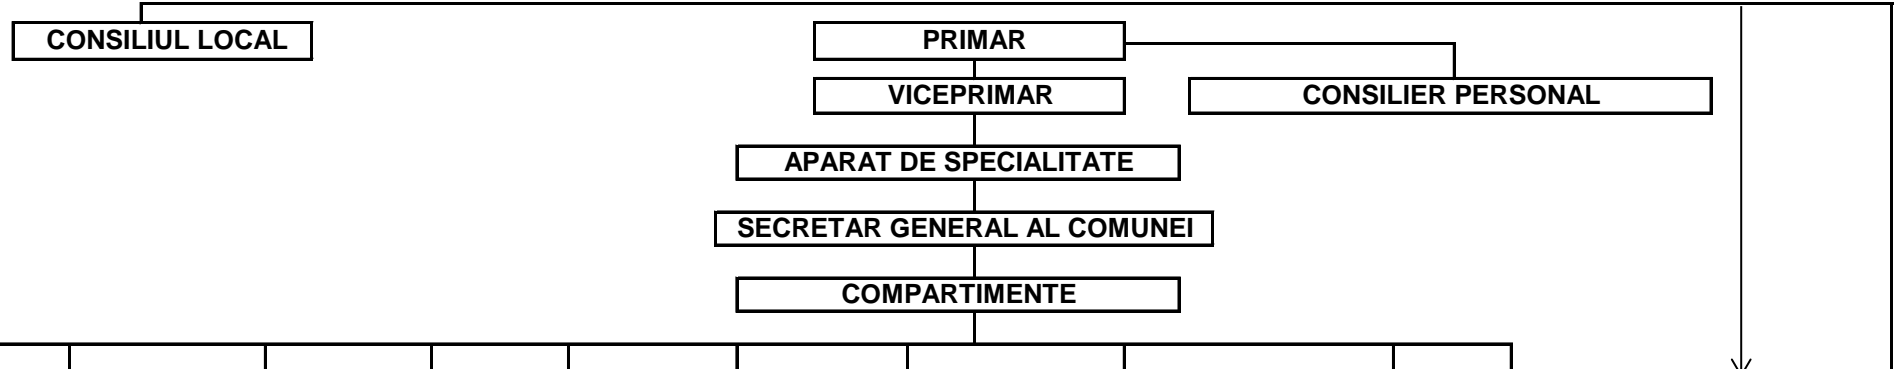 CONSILIUL LOCAL
PRIMAR
VICEPRIMAR
CONSILIER PERSONAL
APARAT DE SPECIALITATE
SECRETAR GENERAL AL COMUNEI
COMPARTIMENTE